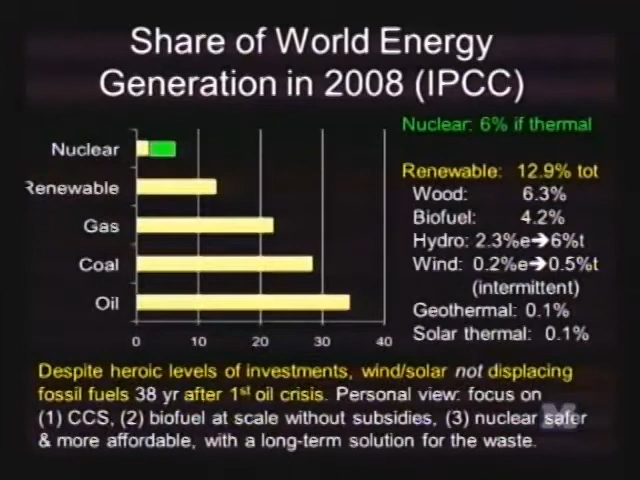 Share of World Energy
Generation in 2008 (IPCC)
Nuclear: 6% if thermal
Nuclear
Renewable
Gas
Coal
Oil
0 10 20 30 40
Renewable: 12.9% tot
Wood: 6.3%
Biofuel: 4.2%
Hydro: 2.3%e➔6%t
Wind: 0.2%e➔0.5%t
(intermittent)
Geothermal: 0.1%
Solar thermal: 0.1%
Despite heroic levels of investments, wind/solar not displacing
fossil fuels 38 yr after 1st oil crisis. Personal view: focus on
(1) CCS, (2) biofuel at scale without subsidies, (3) nuclear safer
& more affordable, with a long-term solution for the waste.
M